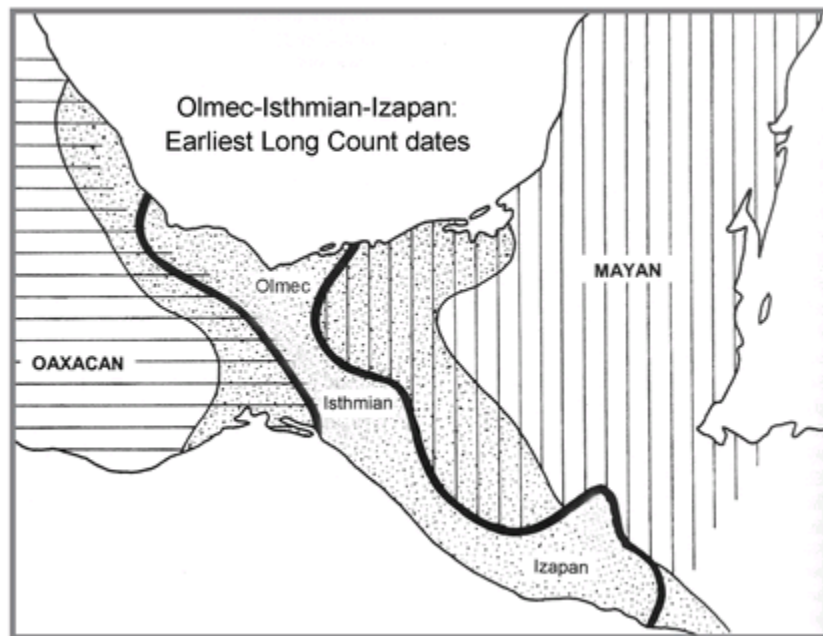 Olmec-Isthmian-Izapan:
Earliest Long Count dates
Olmec
MAYAN
OAXACAN
Isthmian
Izapan